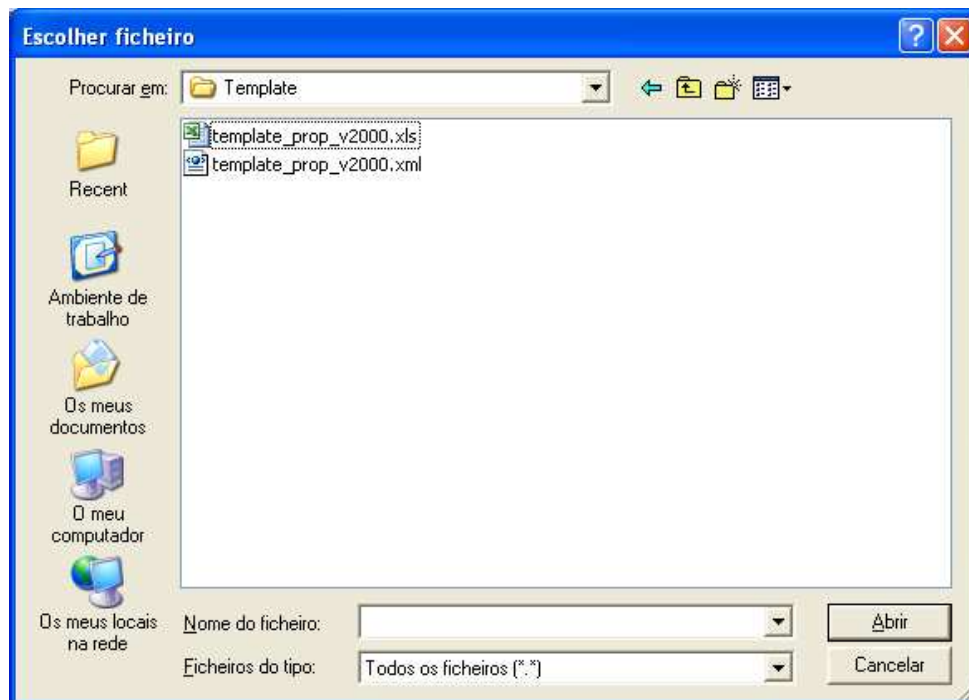 Escolher ficheiro
Procurar em:
Template
template_prop_v2000.xls
template_prop_v2000.xml
Recent
Ambiente de
trabalho
Os meus
documentos
O meu
computador
Os meus locais
na rede
Nome do ficheiro:
Abrir
Ficheiros do tipo:
Todos os ficheiros (*.*)
Cancelar